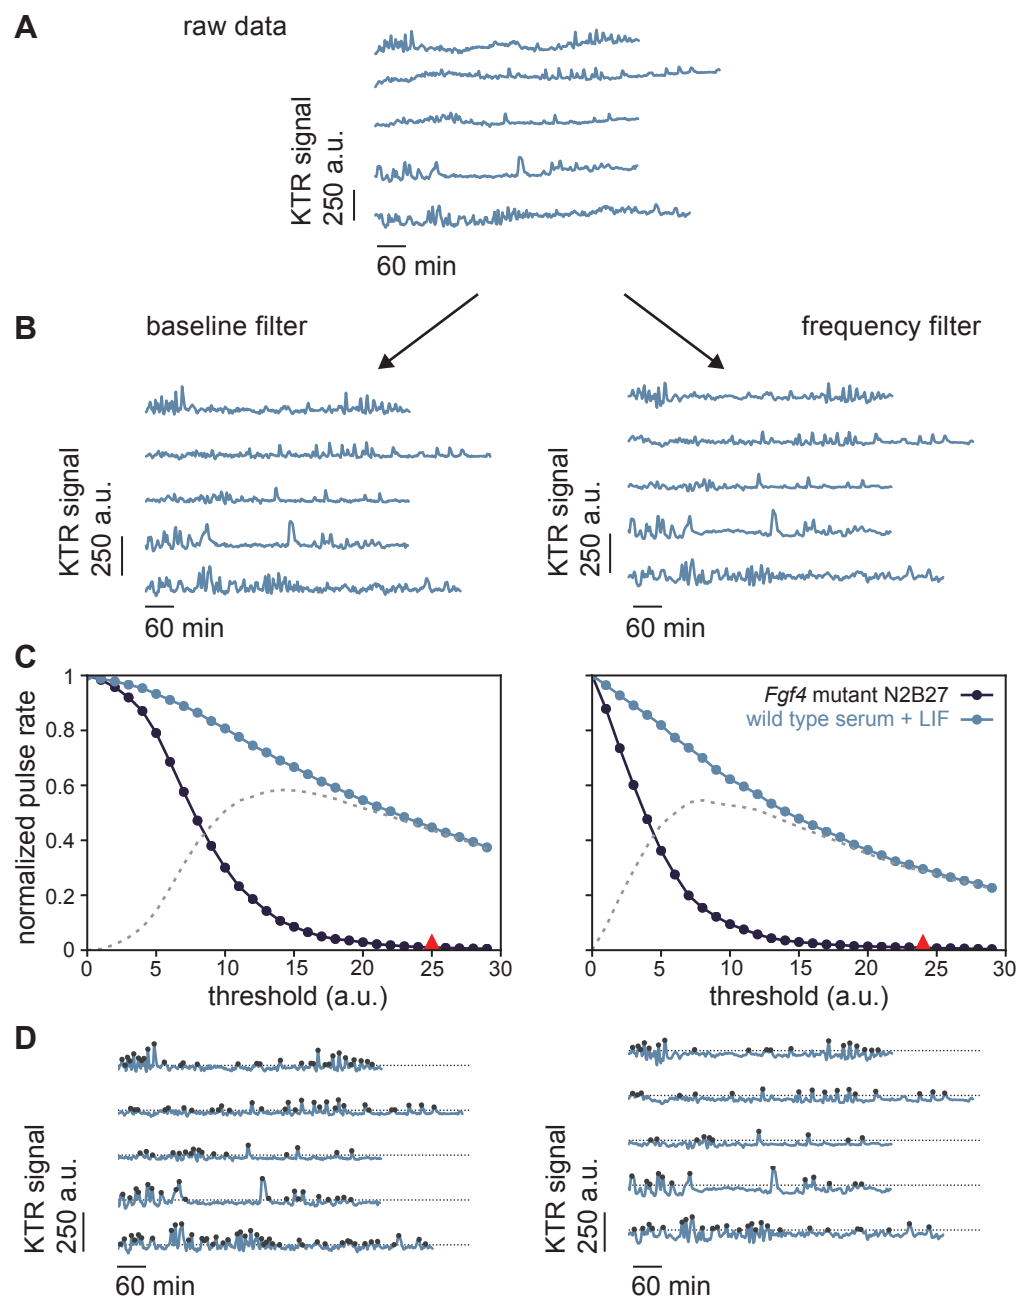 A
raw data
KTR signal
250 a.u.
60 min
B
baseline filter
frequency filter
KTR signal
250 a.u.
60 min
KTR signal
250 a.u.
60 min
C
normalized pulse rate
1
0.8
0.6
0.4
0.2
0
0 5 10 15 20 25 30
threshold (a.u.)
Fgf4 mutant N2B27
wild type serum + LIF
0 5 10 15 20 25 30
threshold (a.u.)
D
KTR signal
250 a.u.
60 min
KTR signal
250 a.u.
60 min